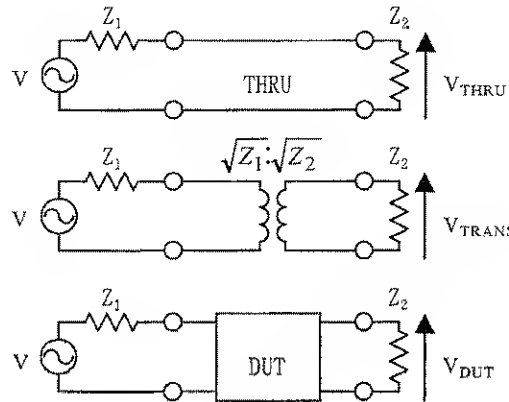 Z1 Z2
V THRU VTHRU
√Z1:√Z2
Z1 Z2
V VTRANS
Z1 Z2
V DUT VDUT